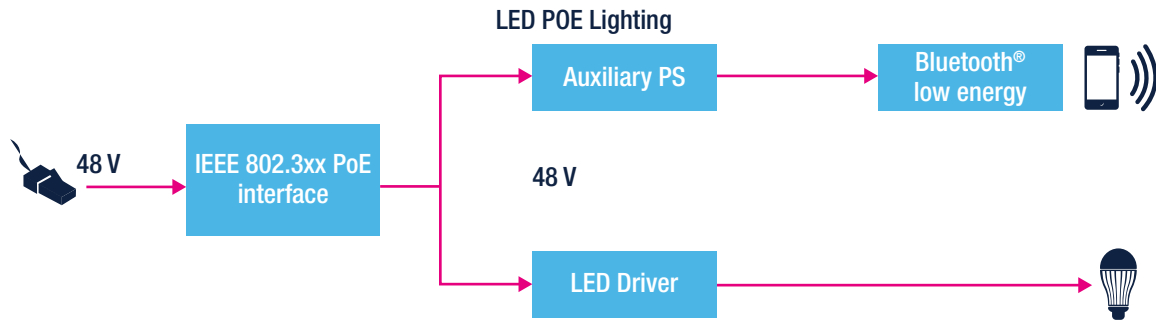 LED POE Lighting
Auxiliary PS
Bluetooth®
low energy
48 V
IEEE 802.3xx PoE
interface
48 V
LED Driver